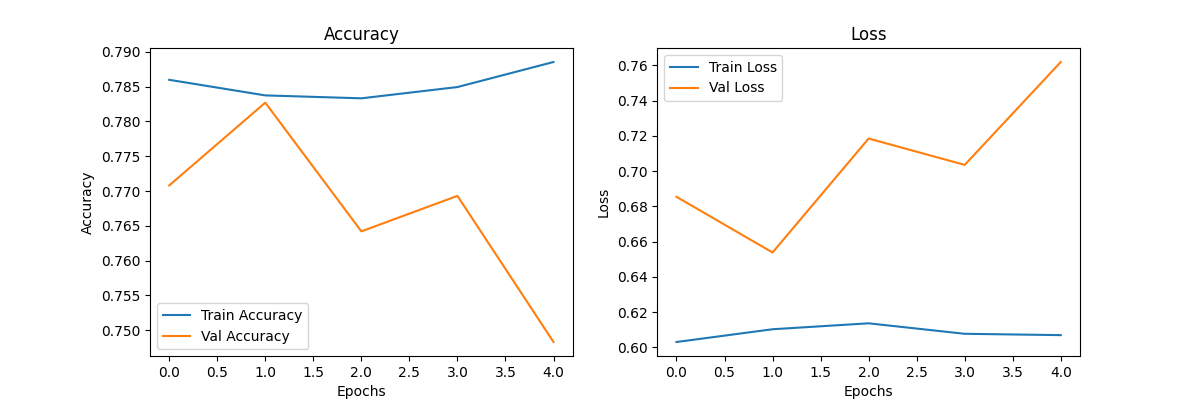 Accuracy
0.790
0.785
0.780
0.775
0.770
0.765
0.760
0.755
0.750
Accuracy
Train Accuracy
Val Accuracy
0.0 0.5 1.0 1.5 2.0 2.5 3.0 3.5 4.0
Epochs
Loss
0.76
0.74
0.72
0.70
0.68
0.66
0.64
0.62
0.60
Loss
Train Loss
Val Loss
0.0 0.5 1.0 1.5 2.0 2.5 3.0 3.5 4.0
Epochs